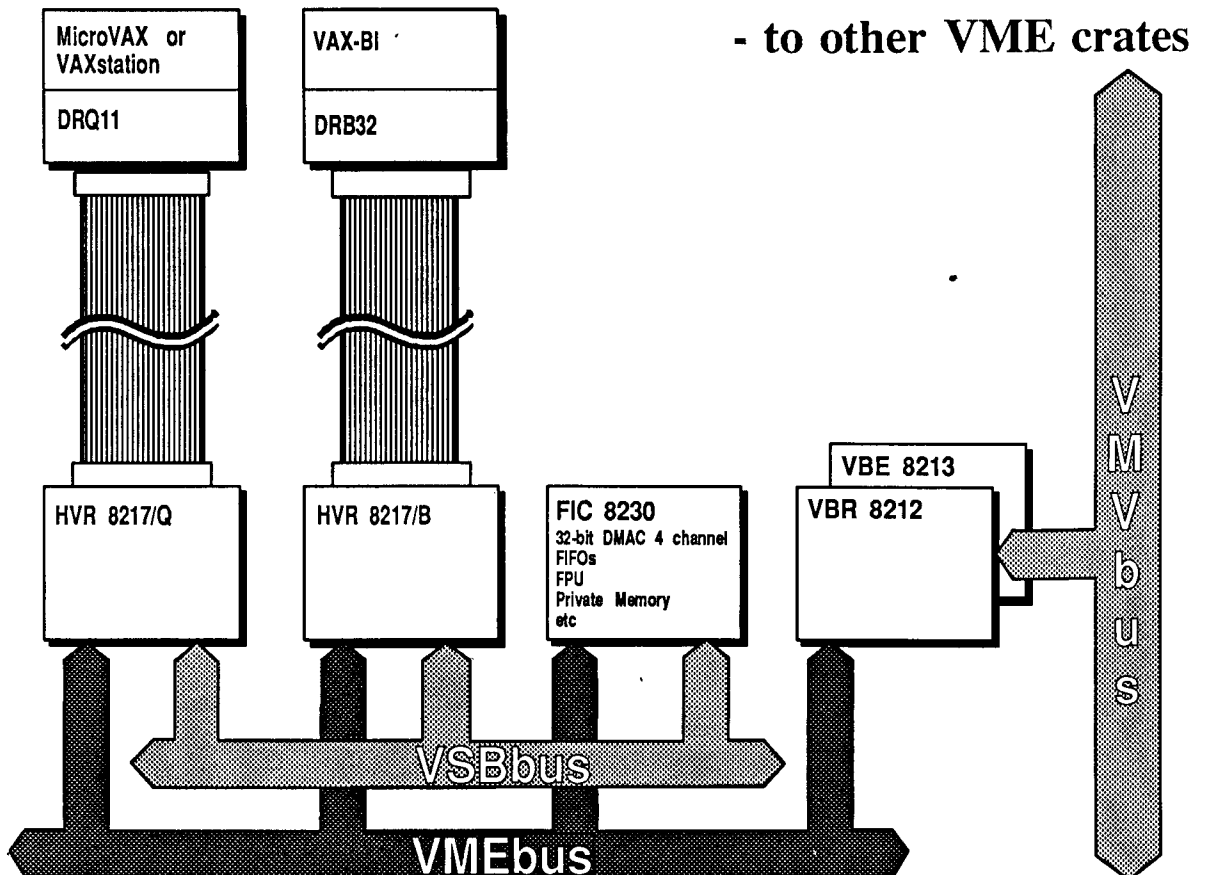 MicroVAX or
VAXstation
DRQ11
VAX-BI
DRB32
- to other VME crates
HVR 8217/Q
HVR 8217/B
FIC 8230
32-bit DMAC 4 channel
FIFOs
FPU
Private Memory
etc
VBE 8213
VBR 8212
VMVbus
VSBbus
VMEbus